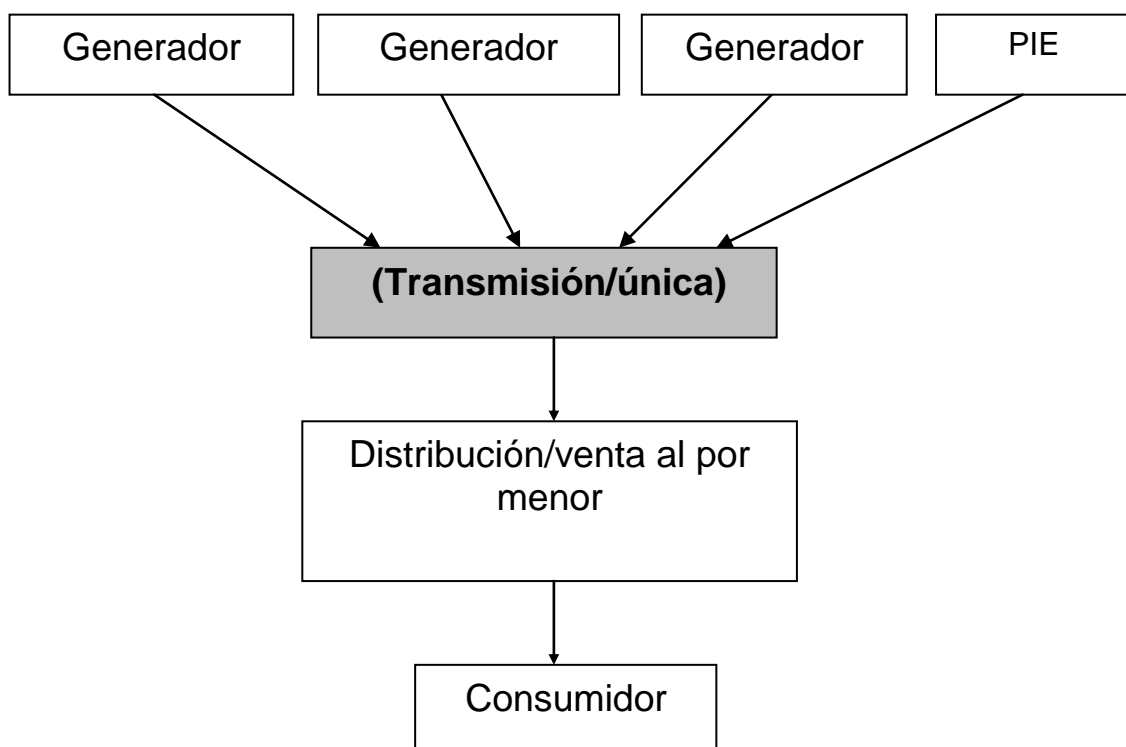 Generador
Generador
Generador
PIE
(Transmisión/única)
Distribución/venta al por
menor
Consumidor